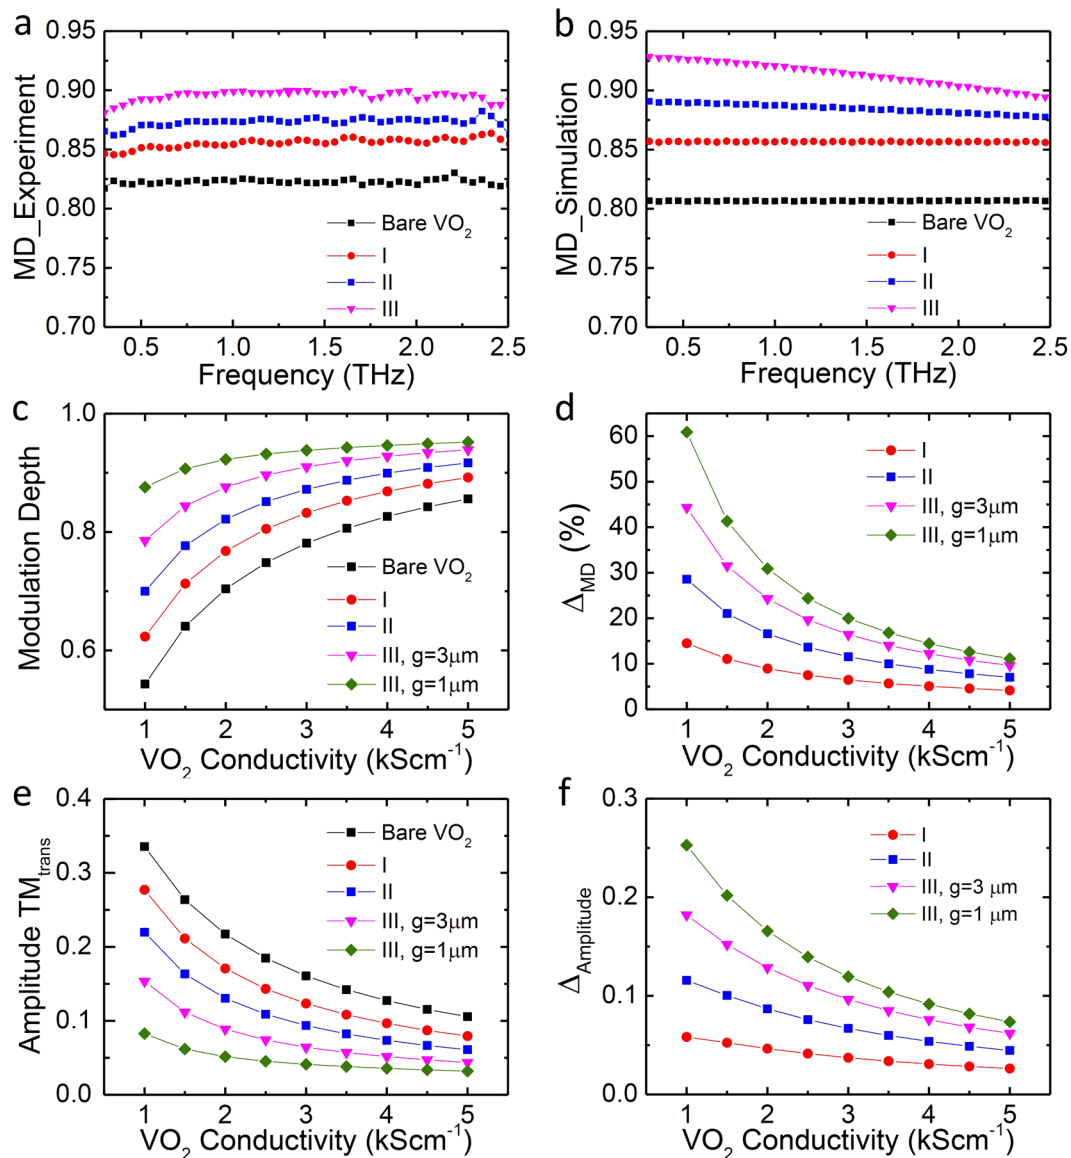 a
MD_Experiment
0.95
0.90
0.85
0.80
0.75
0.70
Bare VO₂
I
II
III
0.5 1.0 1.5 2.0 2.5
Frequency (THz)
b
MD_Simulation
0.95
0.90
0.85
0.80
0.75
0.70
Bare VO₂
I
II
III
0.5 1.0 1.5 2.0 2.5
Frequency (THz)
c
Modulation Depth
1.0
0.8
0.6
Bare VO₂
I
II
III, g=3μm
III, g=1μm
1 2 3 4 5
VO₂ Conductivity (kScm⁻¹)
d
Δ_MD (%)
60
50
40
30
20
10
0
I
II
III, g=3μm
III, g=1μm
1 2 3 4 5
VO₂ Conductivity (kScm⁻¹)
e
Amplitude TM_trans
0.4
0.3
0.2
0.1
0.0
Bare VO₂
I
II
III, g=3μm
III, g=1μm
1 2 3 4 5
VO₂ Conductivity (kScm⁻¹)
f
Δ_Amplitude
0.3
0.2
0.1
0.0
I
II
III, g=3 μm
III, g=1 μm
1 2 3 4 5
VO₂ Conductivity (kScm⁻¹)